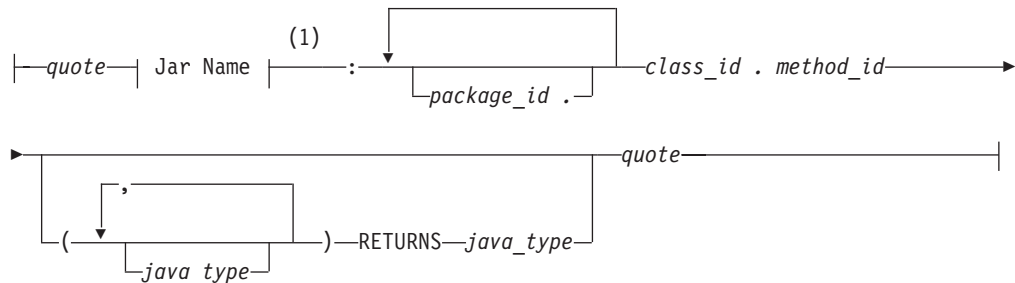 (1)
quote Jar Name : class_id . method_id
package_id .
quote
,
( ) RETURNS java_type
java type